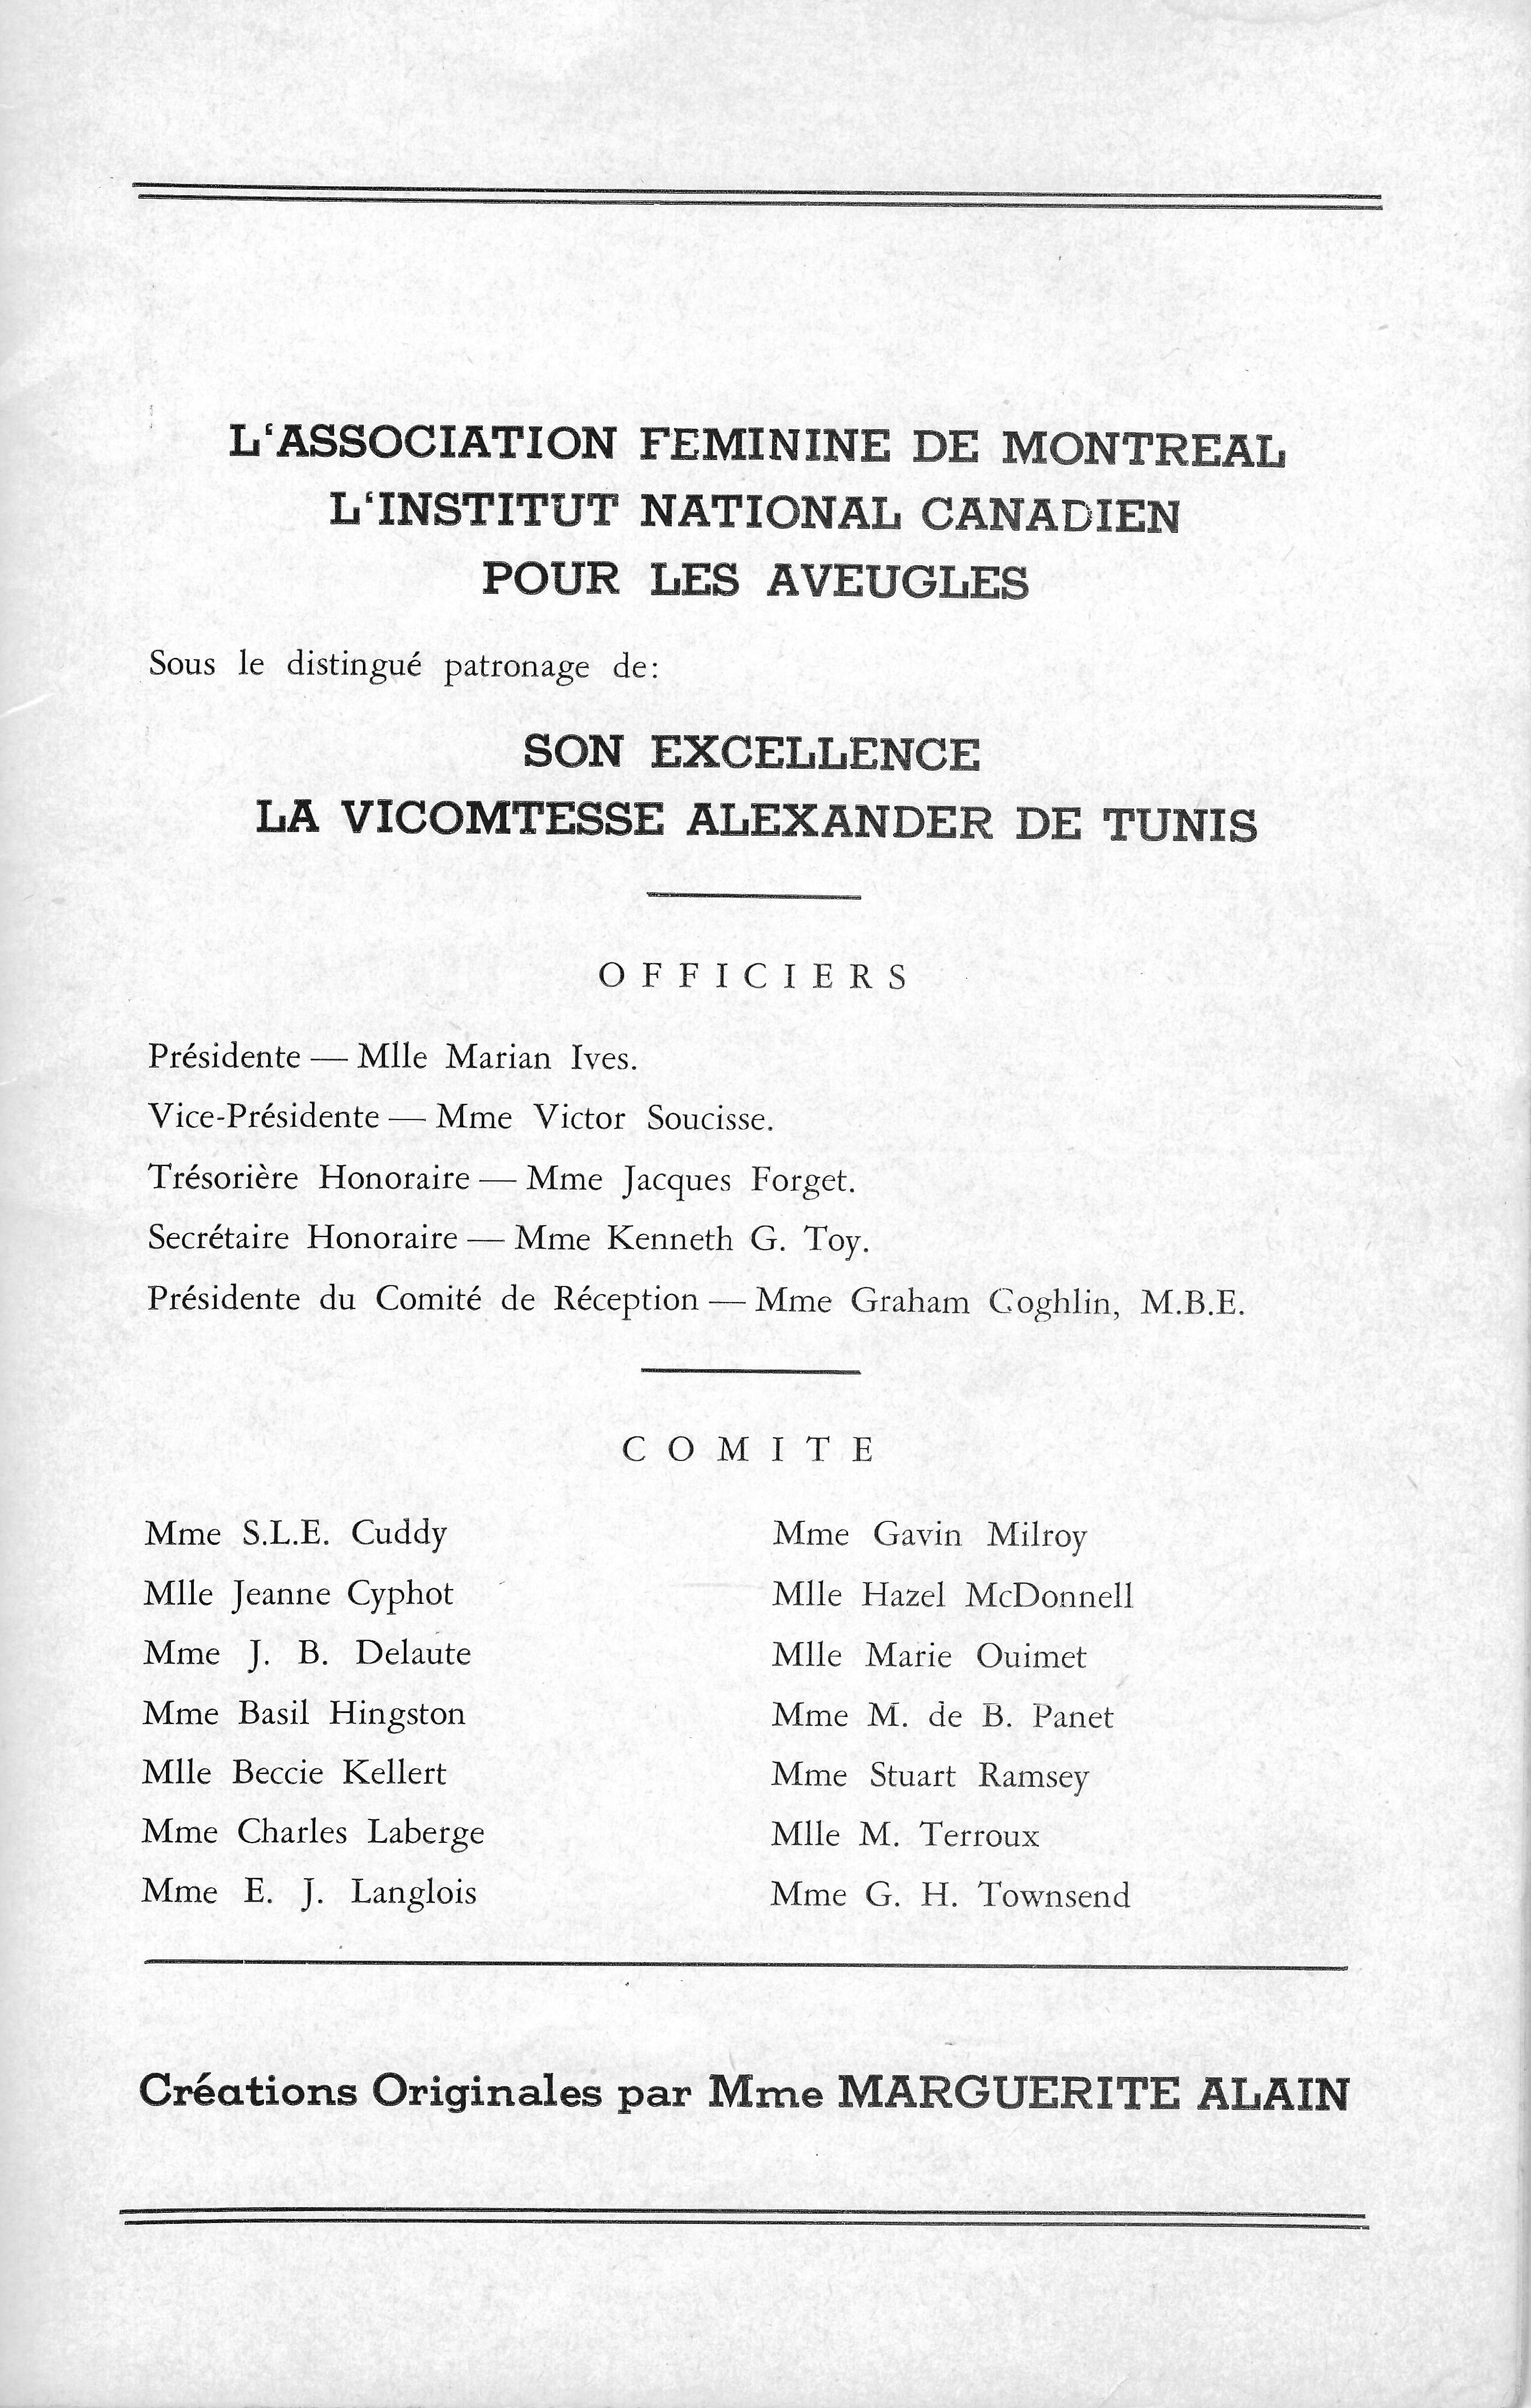 L'ASSOCIATION FEMININE DE MONTREAL
L'INSTITUT NATIONAL CANADIEN
POUR LES AVEUGLES
Sous le distingué patronage de:
SON EXCELLENCE
LA VICOMTESSE ALEXANDER DE TUNIS
OFFICIERS
Présidente — Mlle Marian Ives.
Vice-Présidente — Mme Victor Soucisse.
Trésorière Honoraire — Mme Jacques Forget.
Secrétaire Honoraire — Mme Kenneth G. Toy.
Présidente du Comité de Réception — Mme Graham Coghlin, M.B.E.
COMITE
Mme S.L.E. Cuddy
Mlle Jeanne Cyphot
Mme J. B. Delaute
Mme Basil Hingston
Mlle Beccie Kellert
Mme Charles Laberge
Mme E. J. Langlois
Mme Gavin Milroy
Mlle Hazel McDonnell
Mlle Marie Ouimet
Mme M. de B. Panet
Mme Stuart Ramsey
Mlle M. Terroux
Mme G. H. Townsend
Créations Originales par Mme MARGUERITE ALAIN